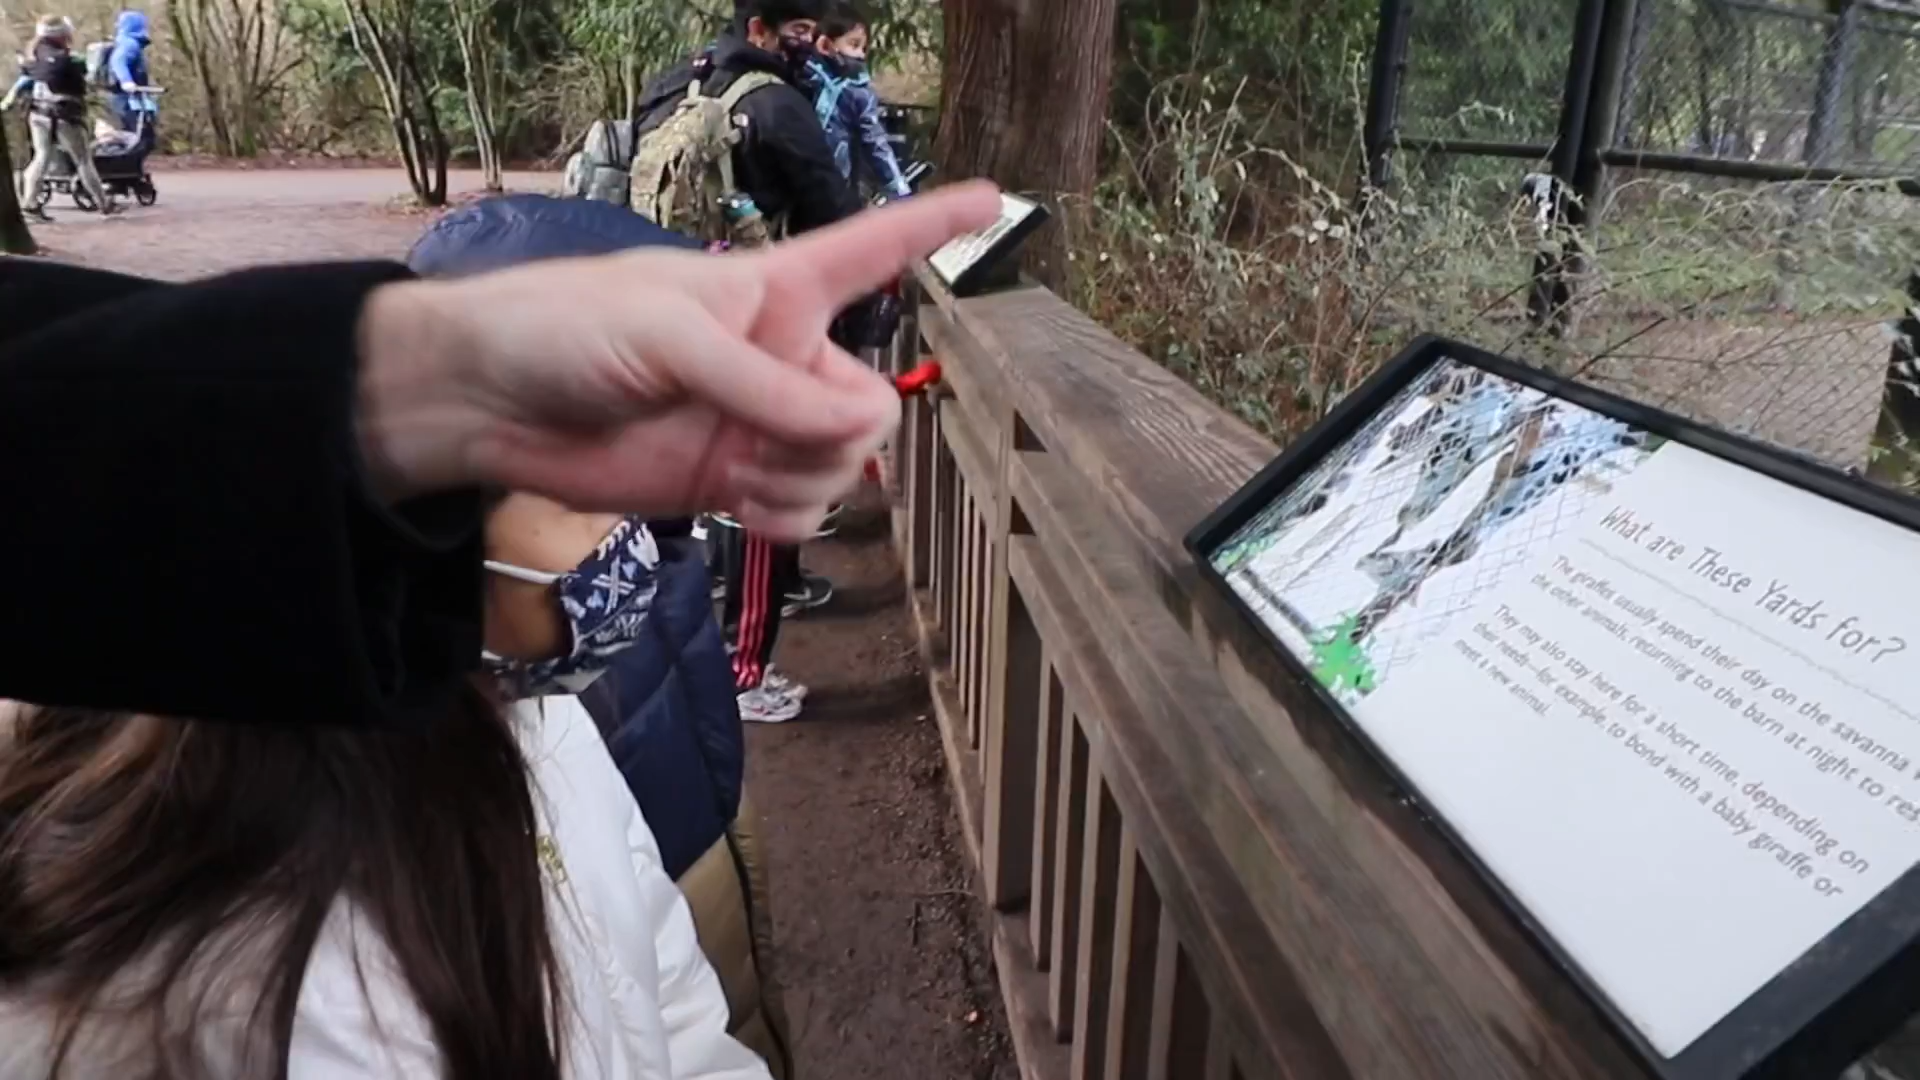 What are These Yards for?
The giraffes usually spend their day on the savanna
the other animals, returning to the barn at night to
They may also stay here for a short time, depending on
their needs—for example, to bond with a baby giraffe or
meet a new animal.